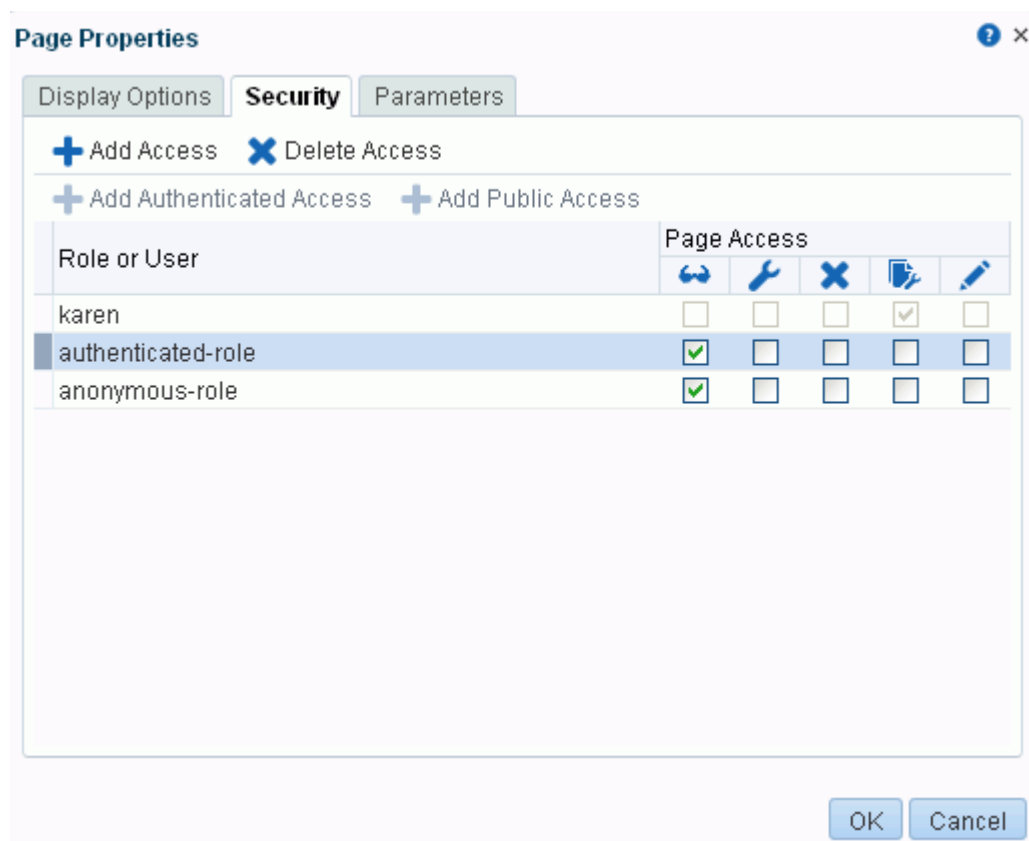 Page Properties
Display Options Security Parameters
Add Access Delete Access
Add Authenticated Access Add Public Access
Role or User
Page Access
karen
authenticated-role
anonymous-role
OK Cancel